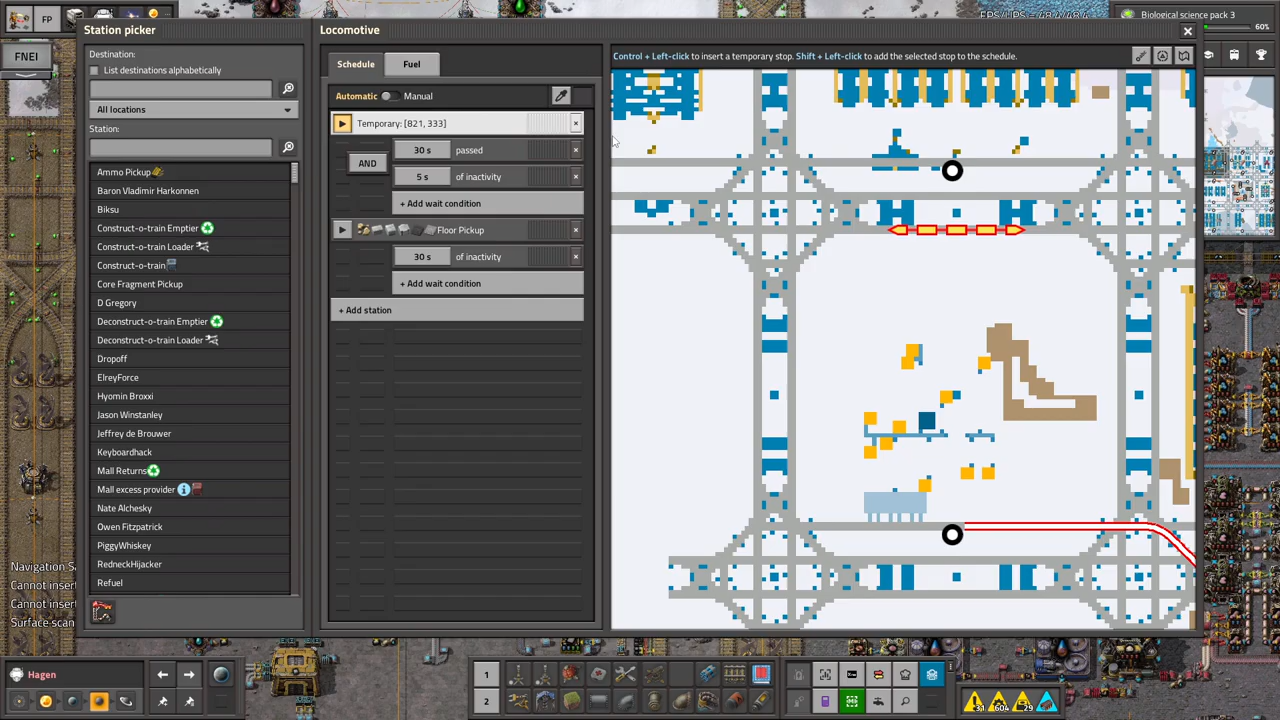 FP
Station picker
Locomotive
Biological science pack 3
60%
FNEI
Destination:
List destinations alphabetically
All locations
Station:
Ammo Pickup
Baron Vladimir Harkonnen
Biksu
Construct-o-train Emptier
Construct-o-train Loader
Construct-o-train
Core Fragment Pickup
D Gregory
Deconstruct-o-train Emptier
Deconstruct-o-train Loader
Dropoff
ElreyForce
Hyomin Broxxi
Jason Winstanley
Jeffrey de Brouwer
Keyboardhack
Mall Returns
Mall excess provider
Nate Alchesky
Owen Fitzpatrick
PiggyWhiskey
RedneckHijacker
Refuel
Schedule
Fuel
Automatic
Manual
Temporary: [821, 333]
AND
30 s passed
5 s of inactivity
+ Add wait condition
Floor Pickup
30 s of inactivity
+ Add wait condition
+ Add station
Control + Left-click to insert a temporary stop. Shift + Left-click to add the selected stop to the schedule.
Cannot insert
Cannot insert
Surface scan
Hagen
1
2
31
604
29